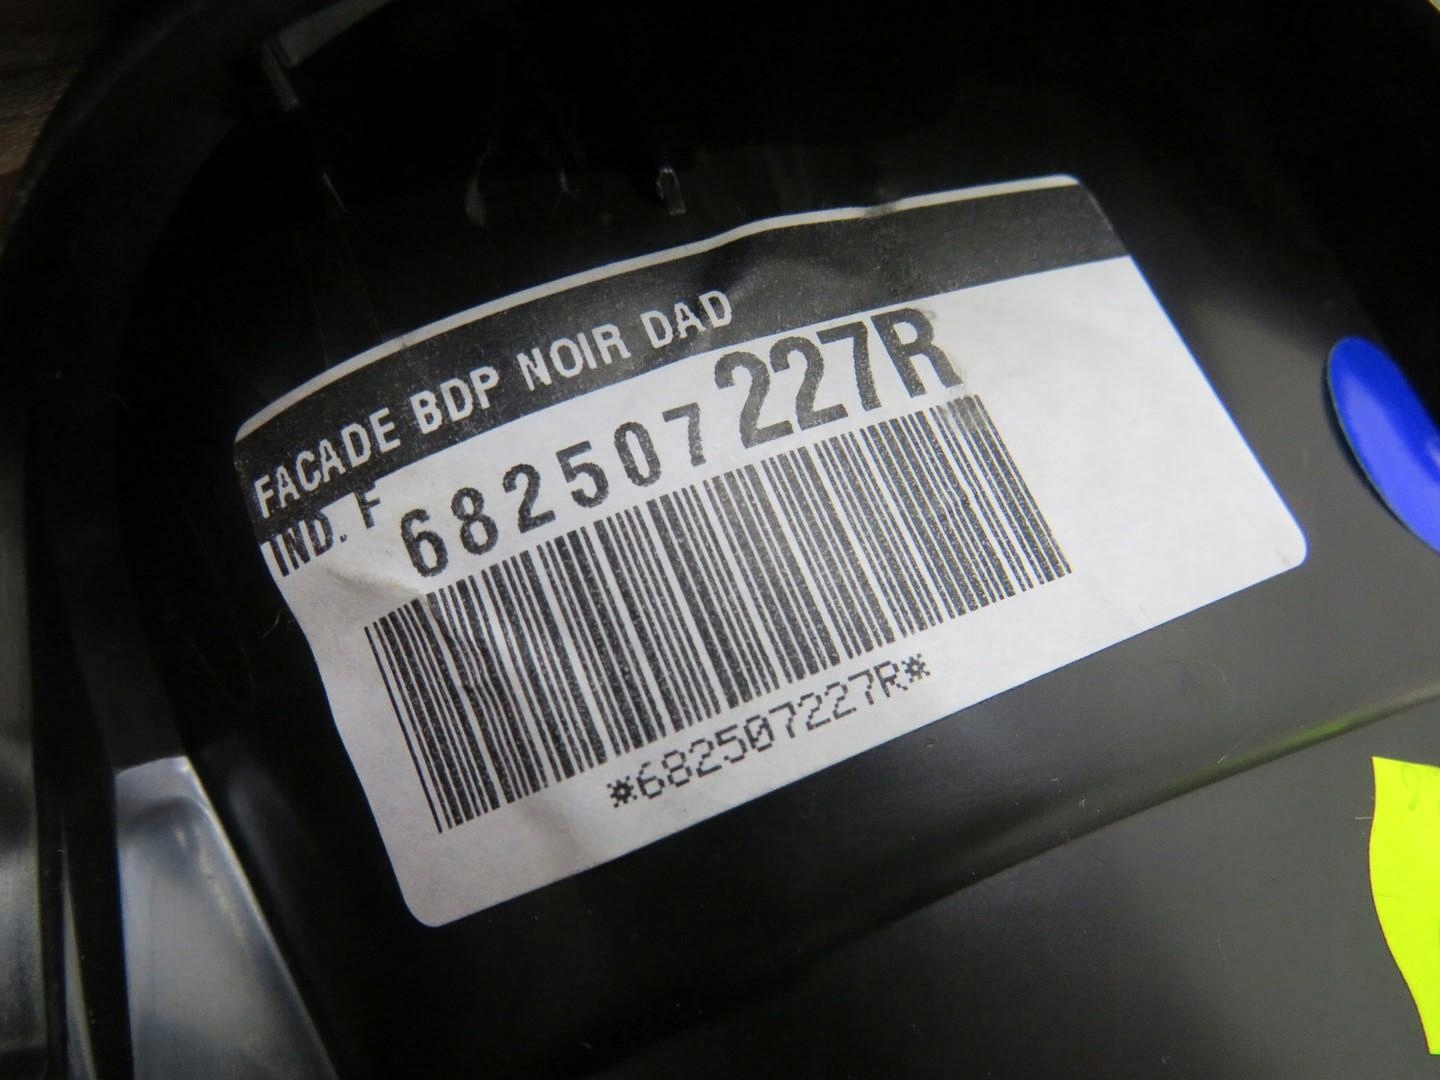 FACADE BDP NOIR DAD
IND. F
682507227R
*682507227R*